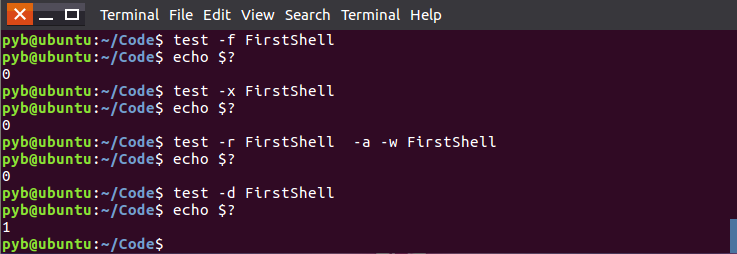 Terminal File Edit View Search Terminal Help
pyb@ubuntu:~/Code$ test -f FirstShell
pyb@ubuntu:~/Code$ echo $?
0
pyb@ubuntu:~/Code$ test -x FirstShell
pyb@ubuntu:~/Code$ echo $?
0
pyb@ubuntu:~/Code$ test -r FirstShell  -a -w FirstShell
pyb@ubuntu:~/Code$ echo $?
0
pyb@ubuntu:~/Code$ test -d FirstShell
pyb@ubuntu:~/Code$ echo $?
1
pyb@ubuntu:~/Code$